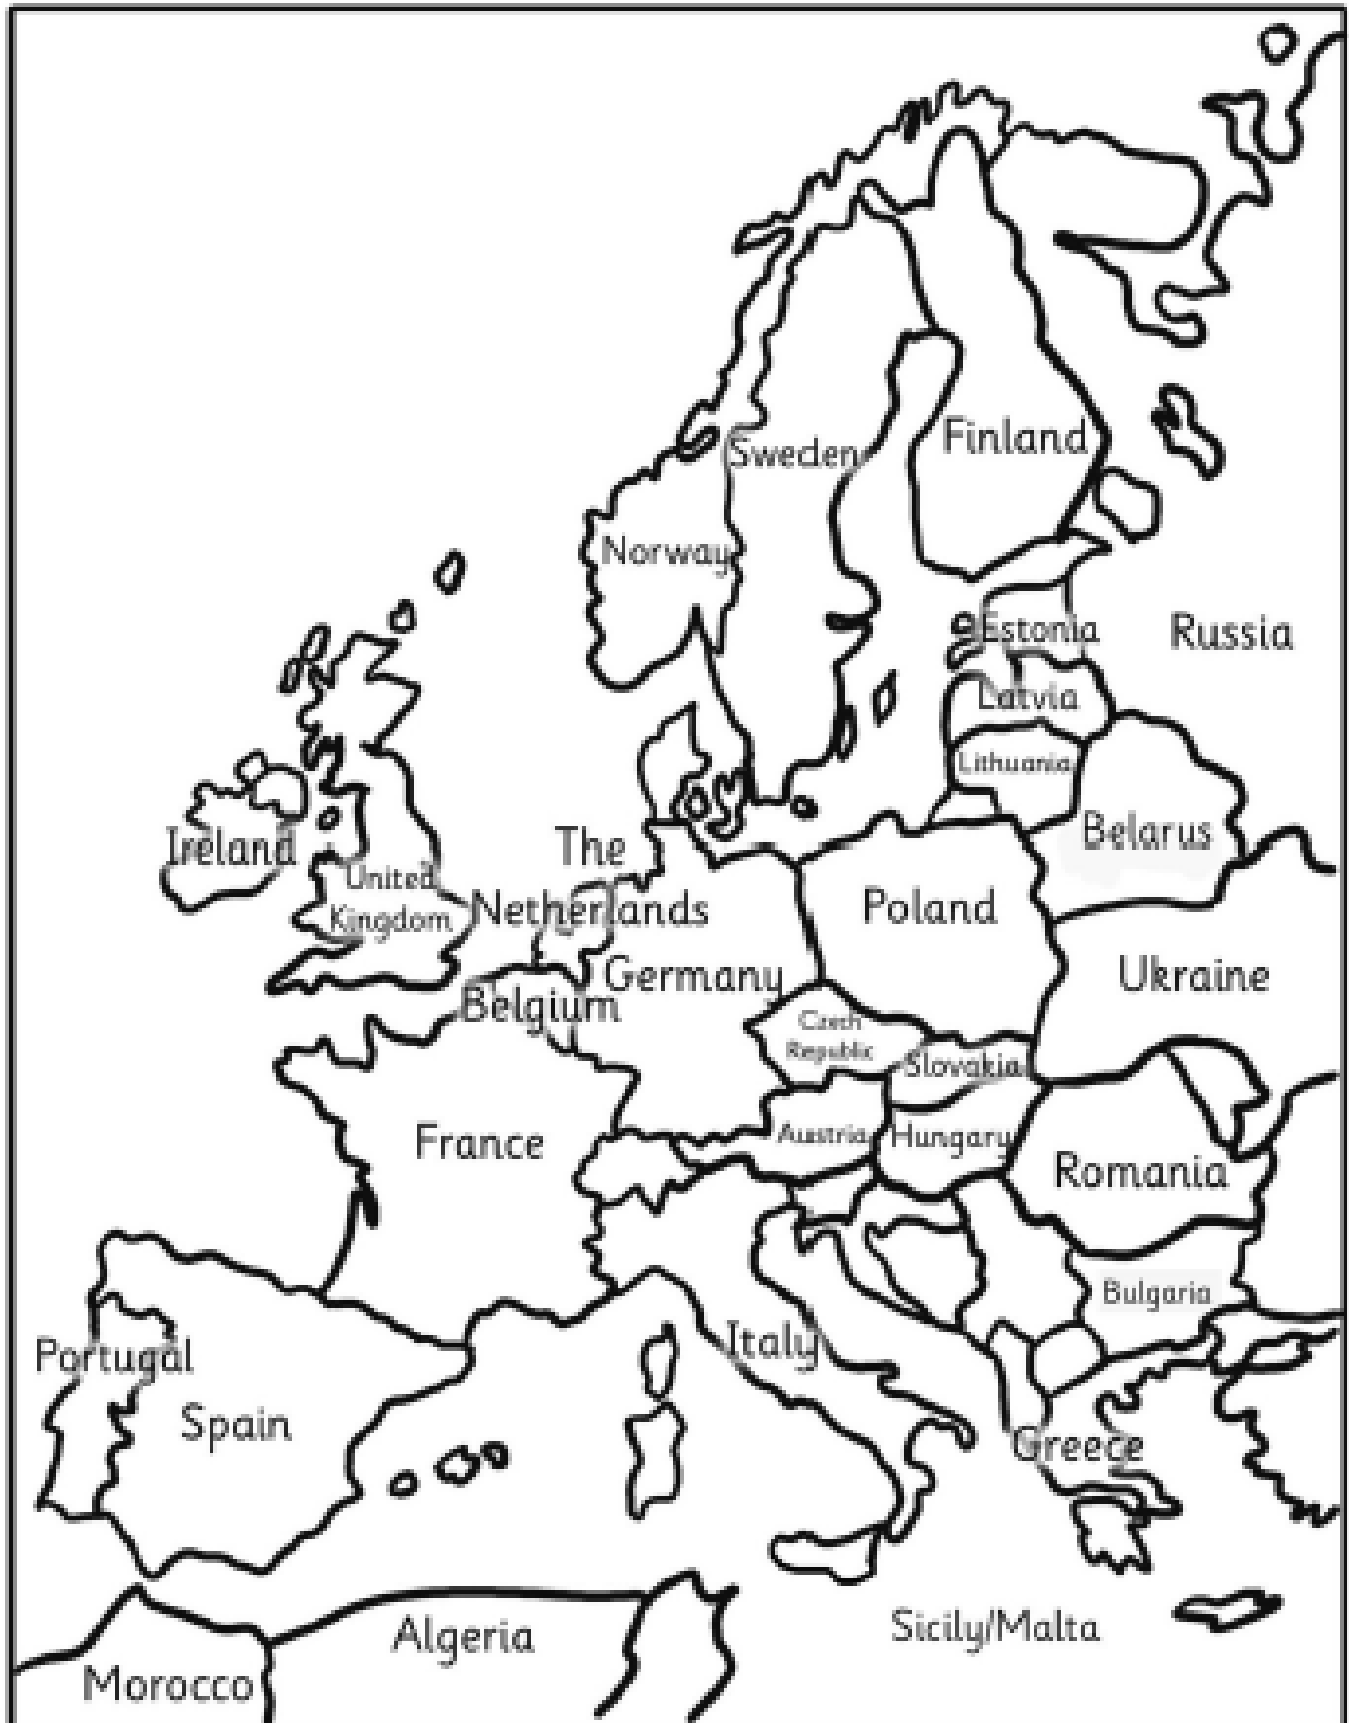 Finland
Sweden
Norway
Estonia
Russia
Latvia
Lithuania
Belarus
Ireland
The
Netherlands
United
Kingdom
Poland
Germany
Ukraine
Belgium
Czech
Republic
Slovakia
France
Austria
Hungary
Romania
Bulgaria
Portugal
Italy
Spain
Greece
Algeria
Sicily/Malta
Morocco